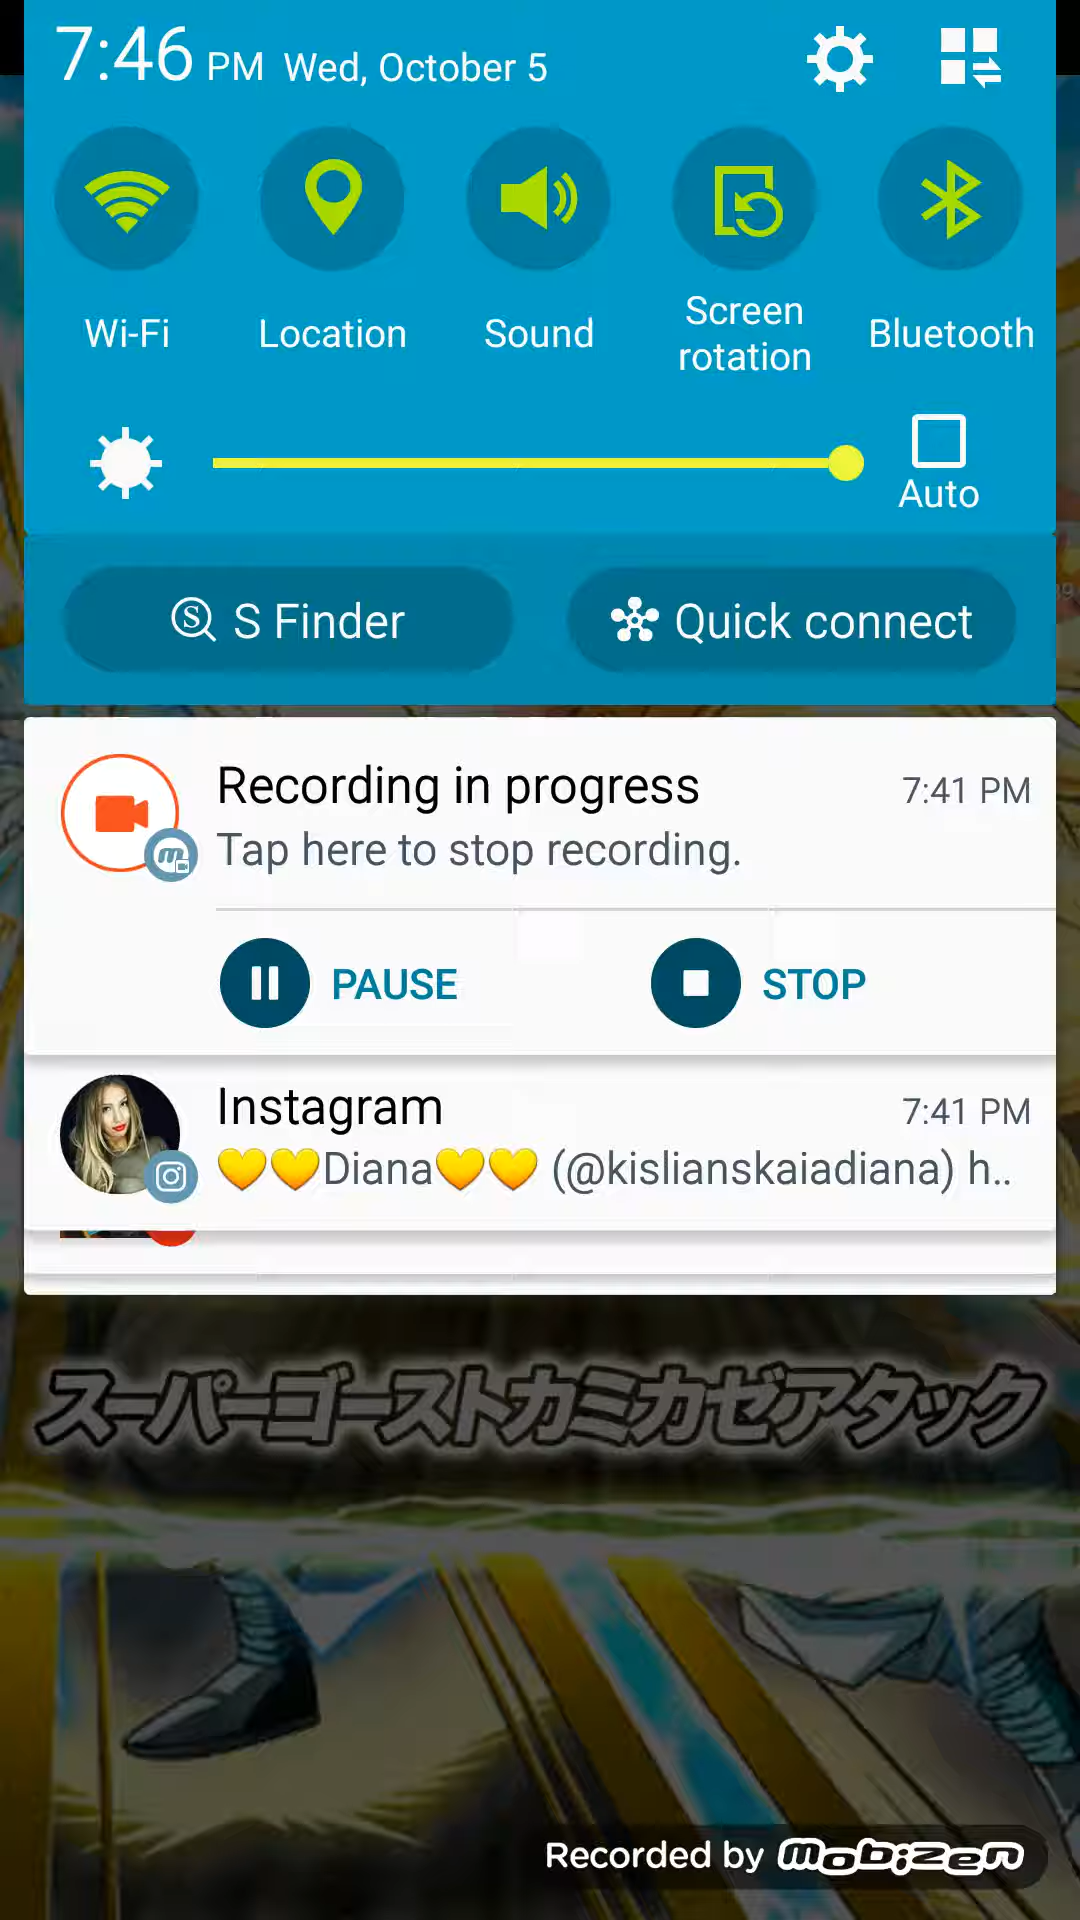 7:46 PM Wed, October 5
Wi-Fi
Location
Sound
Screen rotation
Bluetooth
Auto
S Finder
Quick connect
Recording in progress
7:41 PM
Tap here to stop recording.
PAUSE
STOP
Instagram
7:41 PM
💛💛Diana💛💛 (@kislianskaiadiana) h..
スーパーゴーストカミカゼアタック
Recorded by mobizen